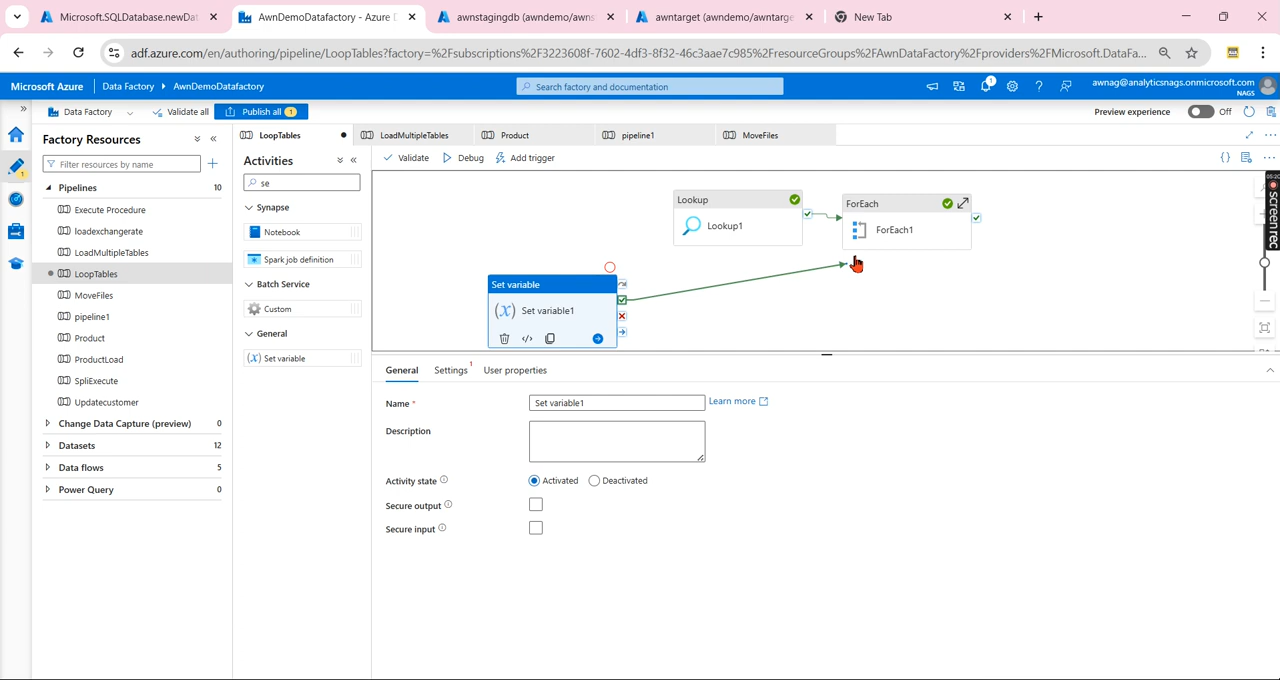 Microsoft.SQLDatabase.newDat
AwnDemoDatafactory - Azure D
awnstagingdb (awndemo/awns
awntarget (awndemo/awntarge
New Tab
adf.azure.com/en/authoring/pipeline/LoopTables?factory=%2Fsubscriptions%2F3223608f-7602-4df3-8f32-46c3aae7c985%2FresourceGroups%2FAwnDataFactory%2Fproviders%2FMicrosoft.DataFa...
Microsoft Azure
Data Factory
AwnDemoDatafactory
Search factory and documentation
1
awnag@analyticsnags.onmicrosoft.com
NAGS
Data Factory
Validate all
Publish all 1
Preview experience
Off
Factory Resources
LoopTables
LoadMultipleTables
Product
pipeline1
MoveFiles
Filter resources by name
Activities
Validate
Debug
Add trigger
Pipelines 10
se
Execute Procedure
loadexchangerate
LoadMultipleTables
LoopTables
MoveFiles
pipeline1
Product
ProductLoad
SpliExecute
Updatecustomer
Change Data Capture (preview) 0
Datasets 12
Data flows 5
Power Query 0
Synapse
Notebook
Spark job definition
Batch Service
Custom
General
Set variable
Lookup
Lookup1
ForEach
ForEach1
Set variable
(X) Set variable1
screenrec
General
Settings 1
User properties
Name *
Set variable1
Learn more
Description
Activity state
Activated
Deactivated
Secure output
Secure input